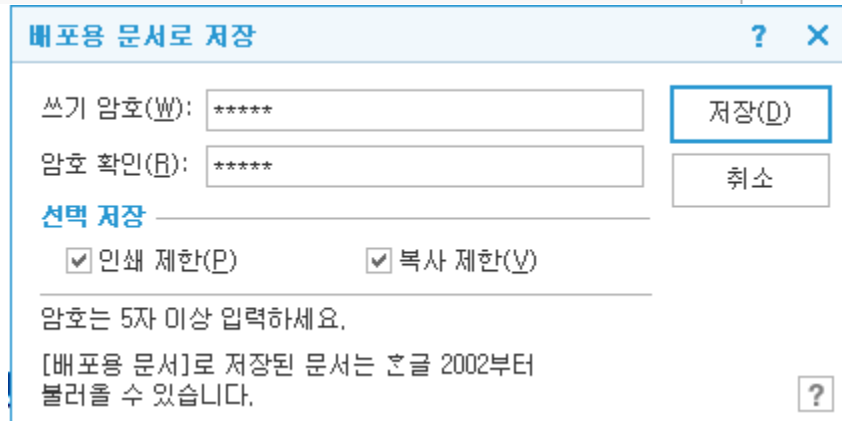 배포용 문서로 저장 ? ×
쓰기 암호(W): *****
저장(D)
암호 확인(R): *****
취소
선택 저장
인쇄 제한(P) 복사 제한(V)
암호는 5자 이상 입력하세요.
[배포용 문서]로 저장된 문서는 ᄒᆞᆫ글 2002부터
불러올 수 있습니다.
?